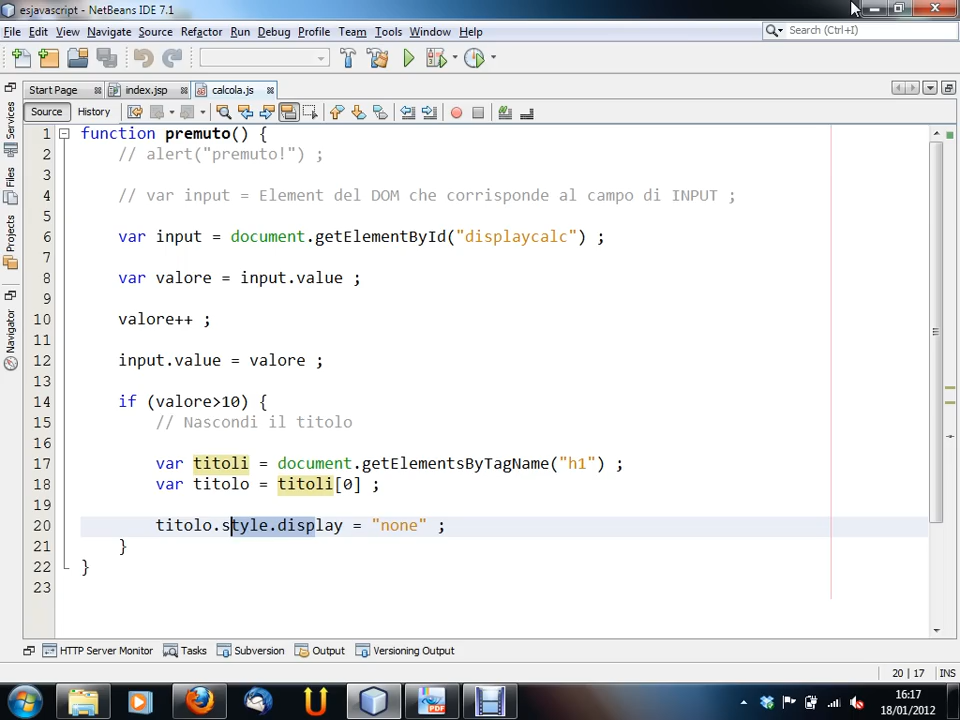 esjavascript - NetBeans IDE 7.1
File Edit View Navigate Source Refactor Run Debug Profile Team Tools Window Help
Search (Ctrl+I)
Start Page index.jsp calcola.js
Source History
Services
Files
Projects
Navigator
1 function premuto() {
2 // alert("premuto!") ;
3
4 // var input = Element del DOM che corrisponde al campo di INPUT ;
5
6 var input = document.getElementById("displaycalc") ;
7
8 var valore = input.value ;
9
10 valore++ ;
11
12 input.value = valore ;
13
14 if (valore>10) {
15 // Nascondi il titolo
16
17 var titoli = document.getElementsByTagName("h1") ;
18 var titolo = titoli[0] ;
19
20 titolo.style.display = "none" ;
21 }
22 }
23
HTTP Server Monitor Tasks Subversion Output Versioning Output
20 | 17 INS
16:17
18/01/2012